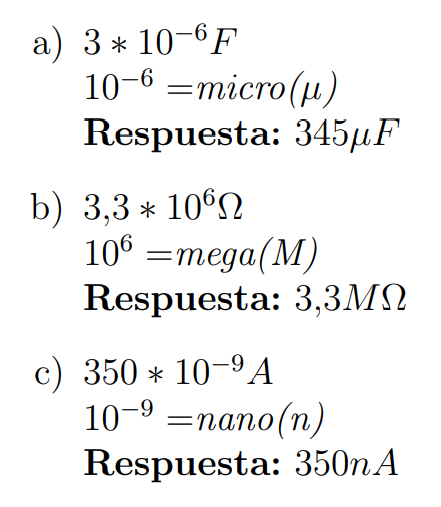 a) 3 ∗ 10⁻⁶F
10⁻⁶ =micro(μ)
Respuesta: 345μF
b) 3,3 ∗ 10⁶Ω
10⁶ =mega(M)
Respuesta: 3,3MΩ
c) 350 ∗ 10⁻⁹A
10⁻⁹ =nano(n)
Respuesta: 350nA